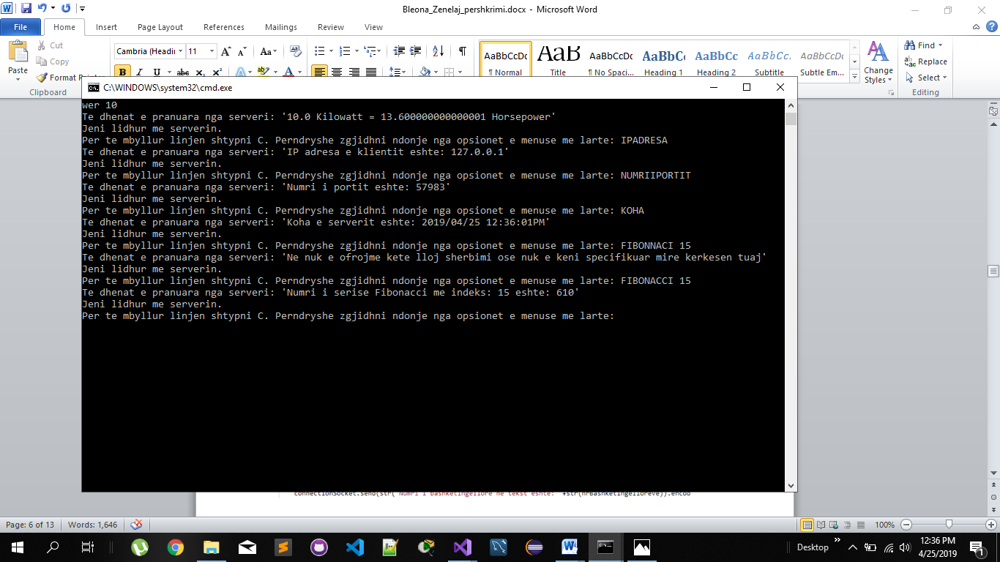 Bleona_Zenelaj_pershkrimi.docx - Microsoft Word
File Home Insert Page Layout References Mailings Review View
Paste
Cut
Copy
Format Painter
Clipboard
Cambria (Headi 11
AaBbCcDc AaB AaBbCcDc AaBbC AaBbCc AaBbCc. AaBbCcDc
¶ Normal Title ¶ No Spaci... Heading 1 Heading 2 Subtitle Subtle Em...
Change Styles
Find
Replace
Select
Editing
C:\WINDOWS\system32\cmd.exe
wer 10
Te dhenat e pranuara nga serveri: '10.0 Kilowatt = 13.600000000000001 Horsepower'
Jeni lidhur me serverin.
Per te mbyllur linjen shtypni C. Perndryshe zgjidhni ndonje nga opsionet e menuse me larte: IPADRESA
Te dhenat e pranuara nga serveri: 'IP adresa e klientit eshte: 127.0.0.1'
Jeni lidhur me serverin.
Per te mbyllur linjen shtypni C. Perndryshe zgjidhni ndonje nga opsionet e menuse me larte: NUMRIIPORTIT
Te dhenat e pranuara nga serveri: 'Numri i portit eshte: 57983'
Jeni lidhur me serverin.
Per te mbyllur linjen shtypni C. Perndryshe zgjidhni ndonje nga opsionet e menuse me larte: KOHA
Te dhenat e pranuara nga serveri: 'Koha e serverit eshte: 2019/04/25 12:36:01PM'
Jeni lidhur me serverin.
Per te mbyllur linjen shtypni C. Perndryshe zgjidhni ndonje nga opsionet e menuse me larte: FIBONNACI 15
Te dhenat e pranuara nga serveri: 'Ne nuk e ofrojme kete lloj sherbimi ose nuk e keni specifikuar mire kerkesen tuaj'
Jeni lidhur me serverin.
Per te mbyllur linjen shtypni C. Perndryshe zgjidhni ndonje nga opsionet e menuse me larte: FIBONACCI 15
Te dhenat e pranuara nga serveri: 'Numri i serise Fibonacci me indeks: 15 eshte: 610'
Jeni lidhur me serverin.
Per te mbyllur linjen shtypni C. Perndryshe zgjidhni ndonje nga opsionet e menuse me larte:
connectionSocket.send(str("Numri i bashketingellore ne tekst eshte: "+str(nrBashketingelloreve)).encod
Page: 6 of 13 Words: 1,646 100%
Desktop
12:36 PM
4/25/2019